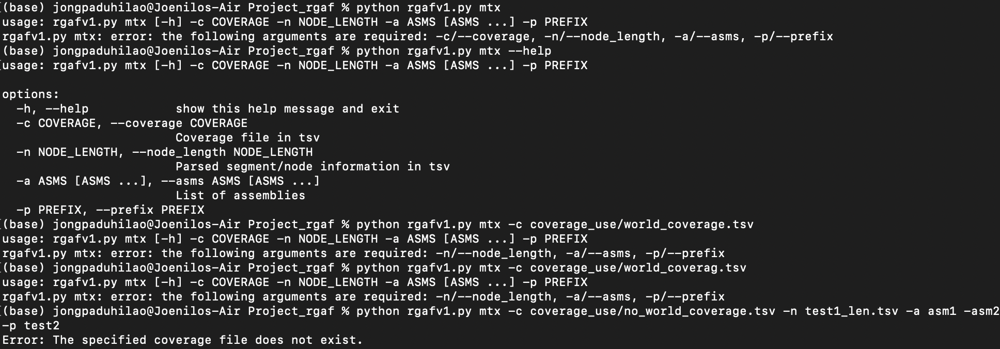 (base) jongpaduhilao@Joenilos-Air Project_rgaf % python rgafv1.py mtx
usage: rgafv1.py mtx [-h] -c COVERAGE -n NODE_LENGTH -a ASMS [ASMS ...] -p PREFIX
rgafv1.py mtx: error: the following arguments are required: -c/--coverage, -n/--node_length, -a/--asms, -p/--prefix
(base) jongpaduhilao@Joenilos-Air Project_rgaf % python rgafv1.py mtx --help
usage: rgafv1.py mtx [-h] -c COVERAGE -n NODE_LENGTH -a ASMS [ASMS ...] -p PREFIX

options:
  -h, --help            show this help message and exit
  -c COVERAGE, --coverage COVERAGE
                        Coverage file in tsv
  -n NODE_LENGTH, --node_length NODE_LENGTH
                        Parsed segment/node information in tsv
  -a ASMS [ASMS ...], --asms ASMS [ASMS ...]
                        List of assemblies
  -p PREFIX, --prefix PREFIX
(base) jongpaduhilao@Joenilos-Air Project_rgaf % python rgafv1.py mtx -c coverage_use/world_coverage.tsv
usage: rgafv1.py mtx [-h] -c COVERAGE -n NODE_LENGTH -a ASMS [ASMS ...] -p PREFIX
rgafv1.py mtx: error: the following arguments are required: -n/--node_length, -a/--asms, -p/--prefix
(base) jongpaduhilao@Joenilos-Air Project_rgaf % python rgafv1.py mtx -c coverage_use/world_coverag.tsv
usage: rgafv1.py mtx [-h] -c COVERAGE -n NODE_LENGTH -a ASMS [ASMS ...] -p PREFIX
rgafv1.py mtx: error: the following arguments are required: -n/--node_length, -a/--asms, -p/--prefix
(base) jongpaduhilao@Joenilos-Air Project_rgaf % python rgafv1.py mtx -c coverage_use/no_world_coverage.tsv -n test1_len.tsv -a asm1 -asm2
-p test2
Error: The specified coverage file does not exist.